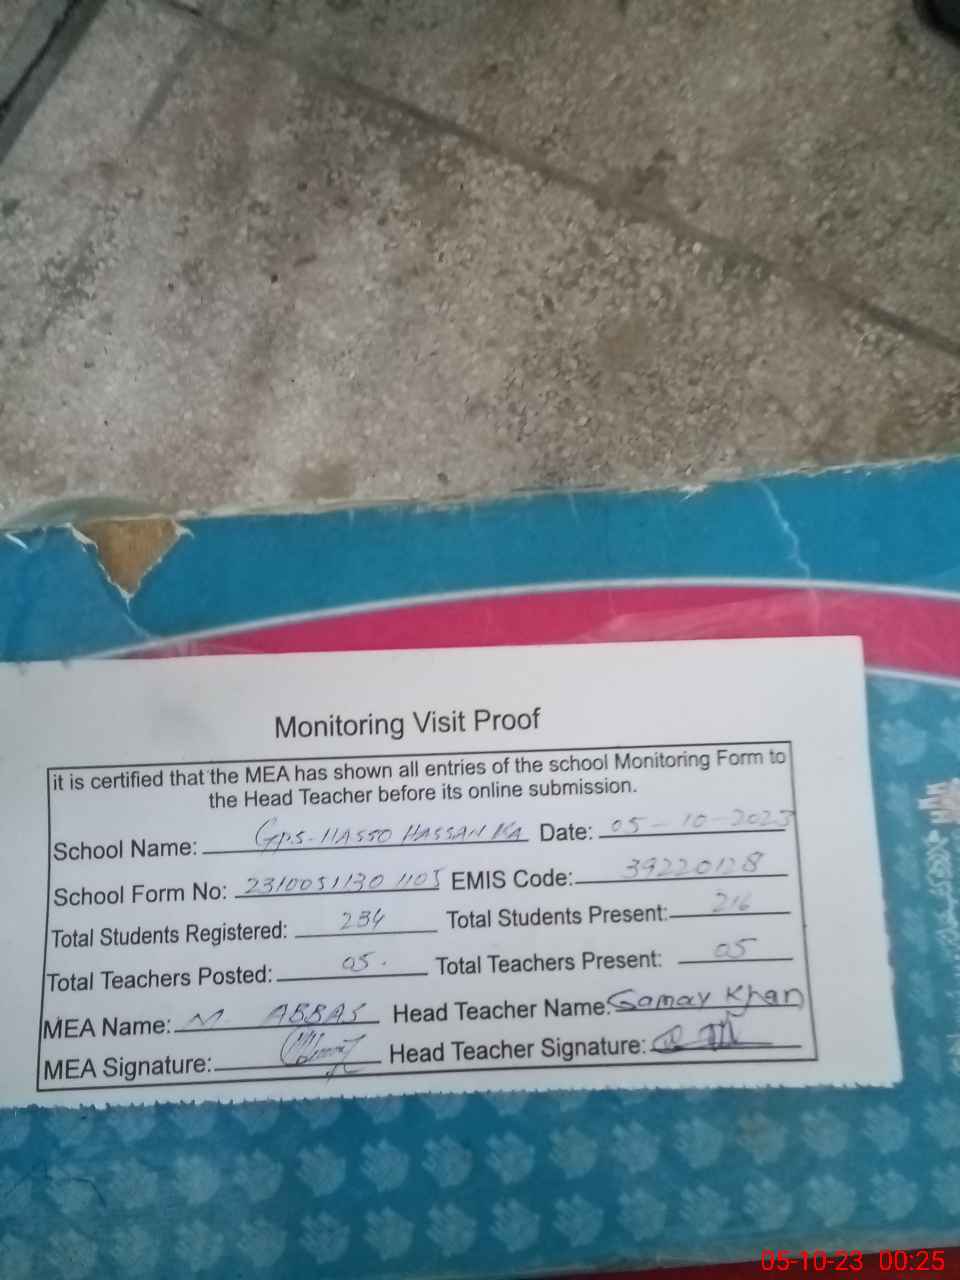 Monitoring Visit Proof
it is certified that the MEA has shown all entries of the school Monitoring Form to
the Head Teacher before its online submission.
School Name: GPS-HASSO HASSAN KA Date: 05-10-2023
School Form No: 23100511301105 EMIS Code: 39220128
Total Students Registered: 234 Total Students Present: 216
Total Teachers Posted: 05. Total Teachers Present: 05
MEA Name: M. ABBAS Head Teacher Name: Samay Khan
MEA Signature: Head Teacher Signature:
05-10-23 00:25